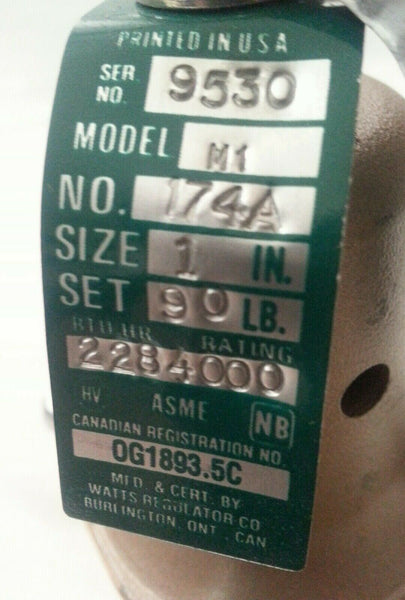 PRINTED IN USA
SER. NO. 9530
MODEL M1
NO. 174A
SIZE 1 IN.
SET 90 LB.
BTU.HR. RATING
2284000
HV ASME NB
CANADIAN REGISTRATION NO.
OG1893.5C
MFD. & CERT. BY
WATTS REGULATOR CO
BURLINGTON, ONT. CAN